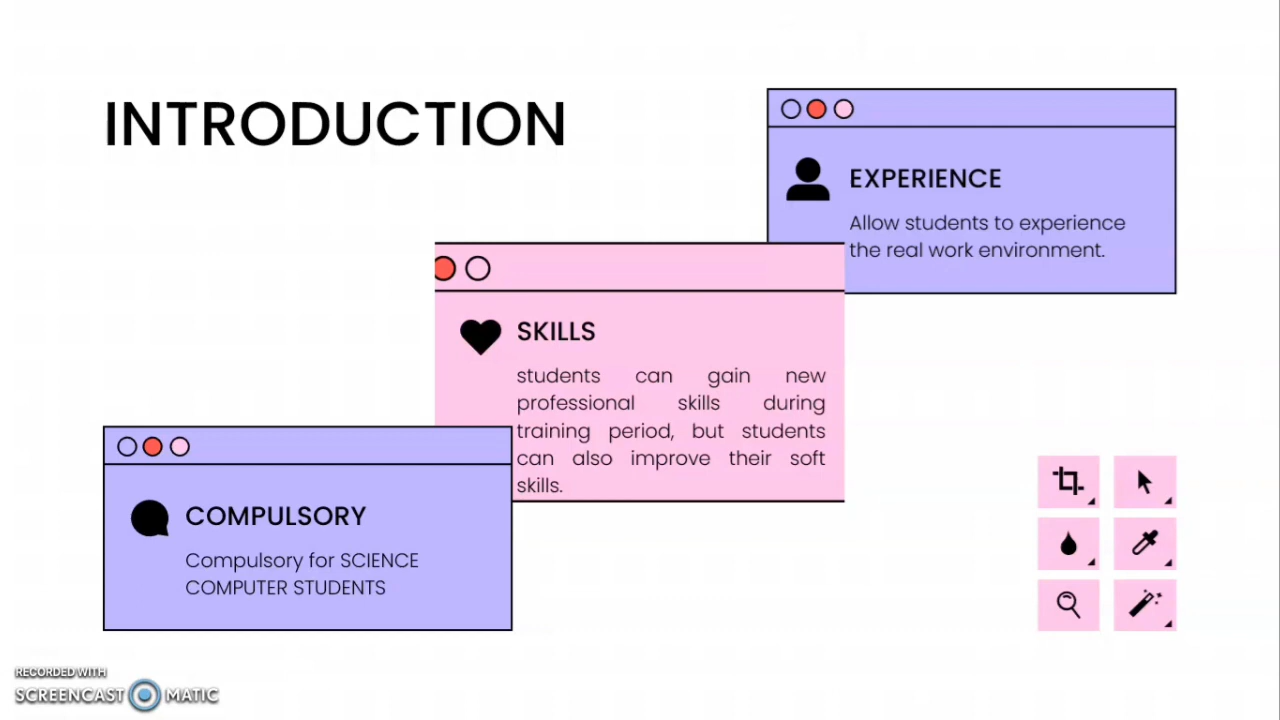 INTRODUCTION
EXPERIENCE
Allow students to experience
the real work environment.
SKILLS
students can gain new
professional skills during
training period, but students
can also improve their soft
skills.
COMPULSORY
Compulsory for SCIENCE
COMPUTER STUDENTS
RECORDED WITH
SCREENCAST MATIC